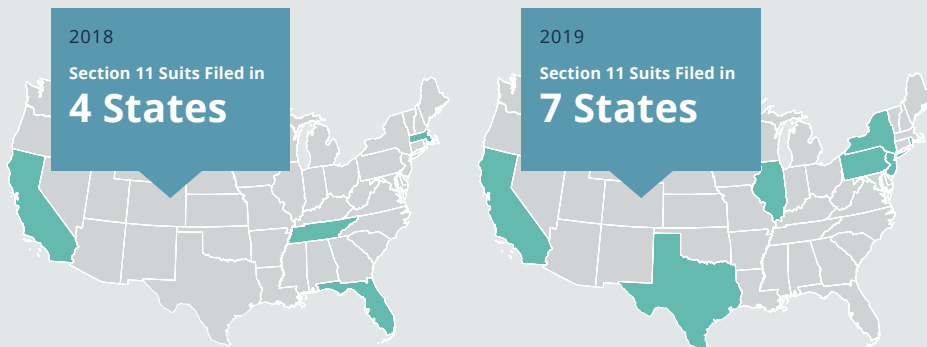 2018
Section 11 Suits Filed in
4 States
2019
Section 11 Suits Filed in
7 States